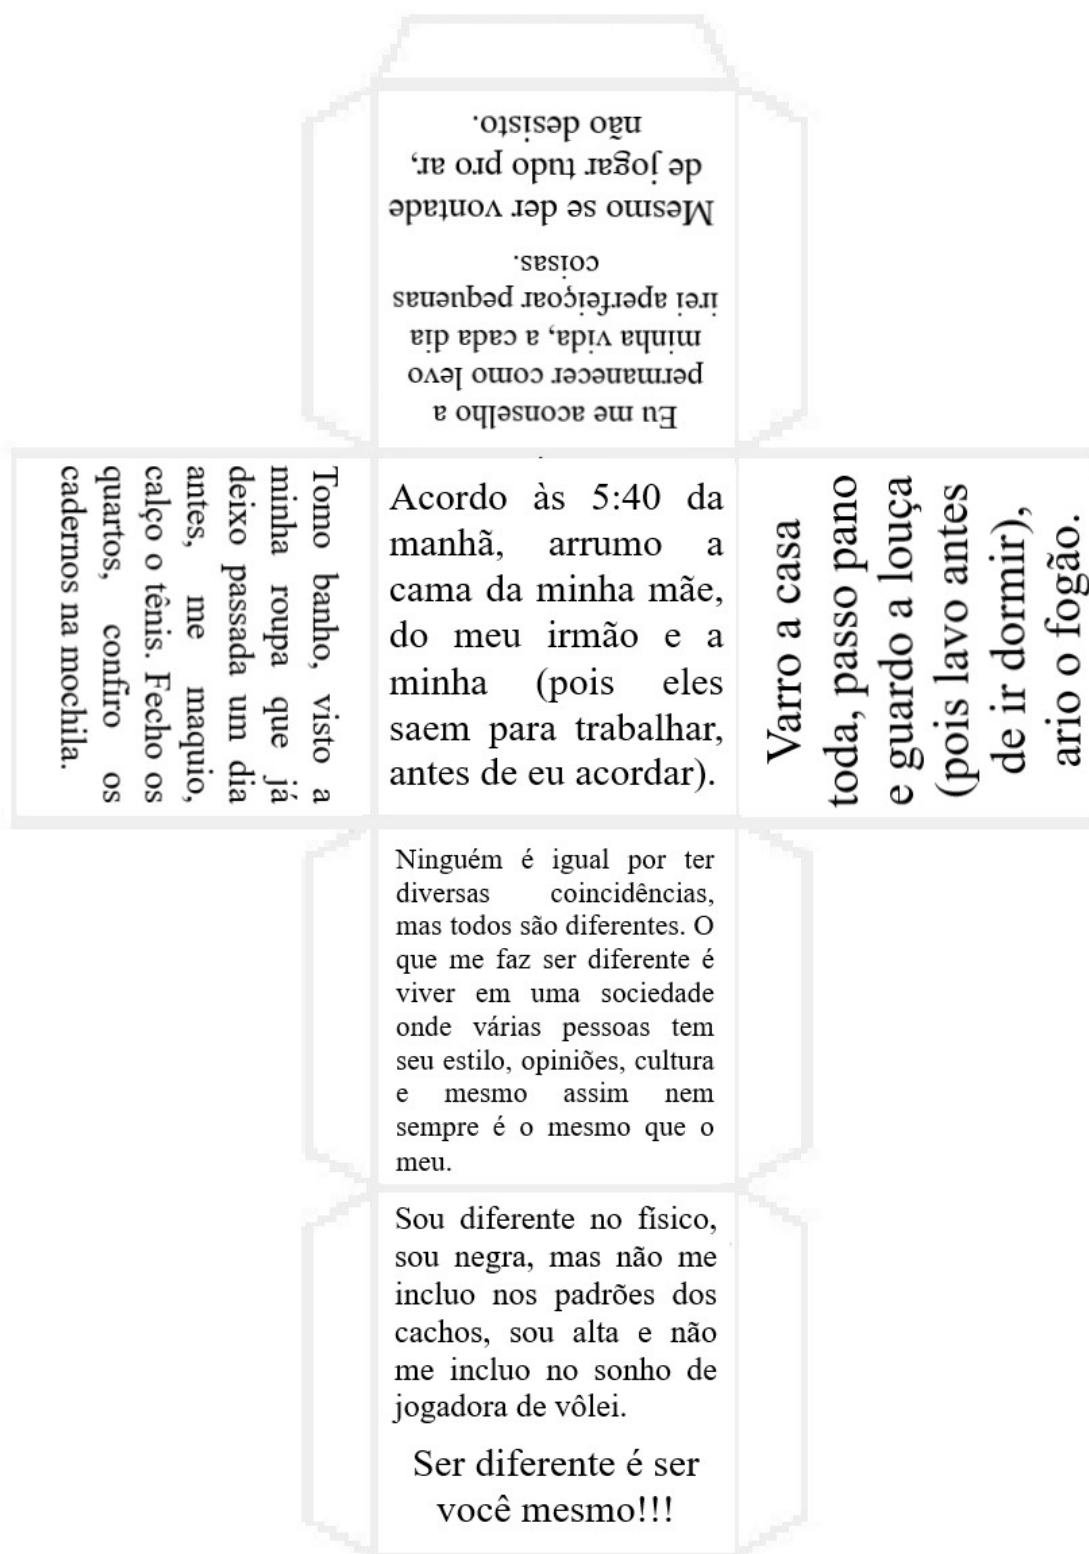 Eu me aconselho a
permanecer como levo
minha vida, a cada dia
irei aperfeiçoar pequenas
coisas.
Mesmo se der vontade
de jogar tudo pro ar,
não desisto.
Tomo banho, visto a
minha roupa que já
deixo passada um dia
antes, me maquio,
calço o tênis. Fecho os
quartos, confiro os
cadernos na mochila.
Acordo às 5:40 da
manhã, arrumo a
cama da minha mãe,
do meu irmão e a
minha (pois eles
saem para trabalhar,
antes de eu acordar).
Varro a casa
toda, passo pano
e guardo a louça
(pois lavo antes
de ir dormir),
ario o fogão.
Ninguém é igual por ter
diversas coincidências,
mas todos são diferentes. O
que me faz ser diferente é
viver em uma sociedade
onde várias pessoas tem
seu estilo, opiniões, cultura
e mesmo assim nem
sempre é o mesmo que o
meu.
Sou diferente no físico,
sou negra, mas não me
incluo nos padrões dos
cachos, sou alta e não
me incluo no sonho de
jogadora de vôlei.
Ser diferente é ser
você mesmo!!!